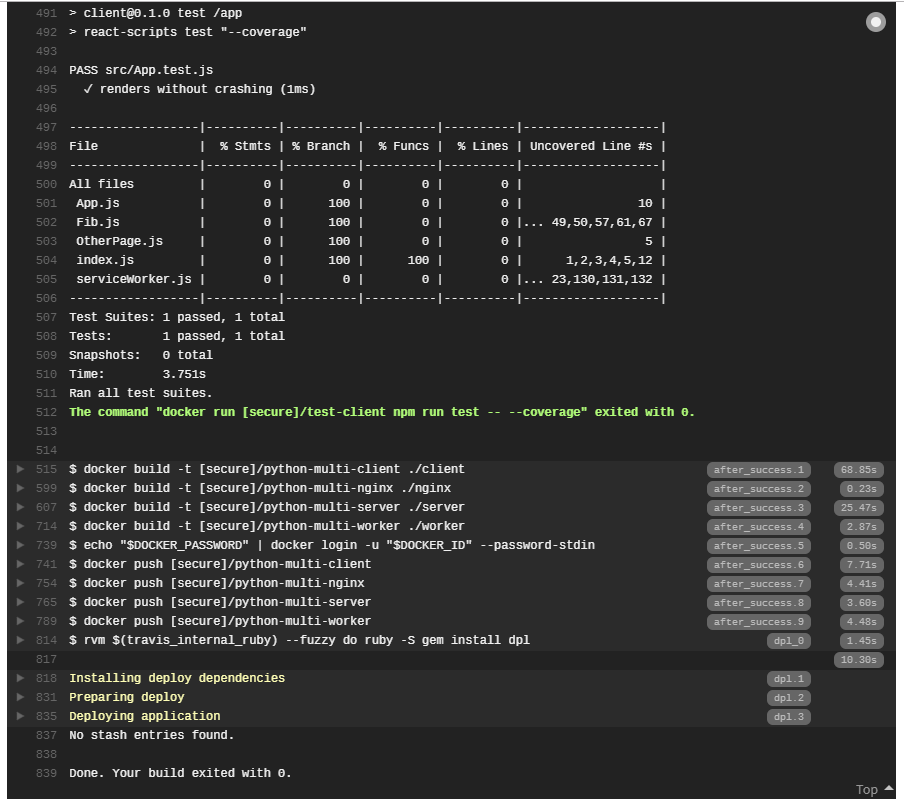 491 > client@0.1.0 test /app
492 > react-scripts test "--coverage"
493
494 PASS src/App.test.js
495   ✓ renders without crashing (1ms)
496
497 ------------------|----------|----------|----------|----------|-------------------|
498 File              |  % Stmts | % Branch |  % Funcs |  % Lines | Uncovered Line #s |
499 ------------------|----------|----------|----------|----------|-------------------|
500 All files         |        0 |        0 |        0 |        0 |                   |
501  App.js           |        0 |      100 |        0 |        0 |                10 |
502  Fib.js           |        0 |      100 |        0 |        0 |... 49,50,57,61,67 |
503  OtherPage.js     |        0 |      100 |        0 |        0 |                 5 |
504  index.js         |        0 |      100 |      100 |        0 |      1,2,3,4,5,12 |
505  serviceWorker.js |        0 |        0 |        0 |        0 |... 23,130,131,132 |
506 ------------------|----------|----------|----------|----------|-------------------|
507 Test Suites: 1 passed, 1 total
508 Tests:       1 passed, 1 total
509 Snapshots:   0 total
510 Time:        3.751s
511 Ran all test suites.
512 The command "docker run [secure]/test-client npm run test -- --coverage" exited with 0.
513
514
515 $ docker build -t [secure]/python-multi-client ./client after_success.1 68.85s
599 $ docker build -t [secure]/python-multi-nginx ./nginx after_success.2 0.23s
607 $ docker build -t [secure]/python-multi-server ./server after_success.3 25.47s
714 $ docker build -t [secure]/python-multi-worker ./worker after_success.4 2.87s
739 $ echo "$DOCKER_PASSWORD" | docker login -u "$DOCKER_ID" --password-stdin after_success.5 0.50s
741 $ docker push [secure]/python-multi-client after_success.6 7.71s
754 $ docker push [secure]/python-multi-nginx after_success.7 4.41s
765 $ docker push [secure]/python-multi-server after_success.8 3.60s
789 $ docker push [secure]/python-multi-worker after_success.9 4.48s
814 $ rvm $(travis_internal_ruby) --fuzzy do ruby -S gem install dpl dpl_0 1.45s
817 10.30s
818 Installing deploy dependencies dpl.1
831 Preparing deploy dpl.2
835 Deploying application dpl.3
837 No stash entries found.
838
839 Done. Your build exited with 0.
Top